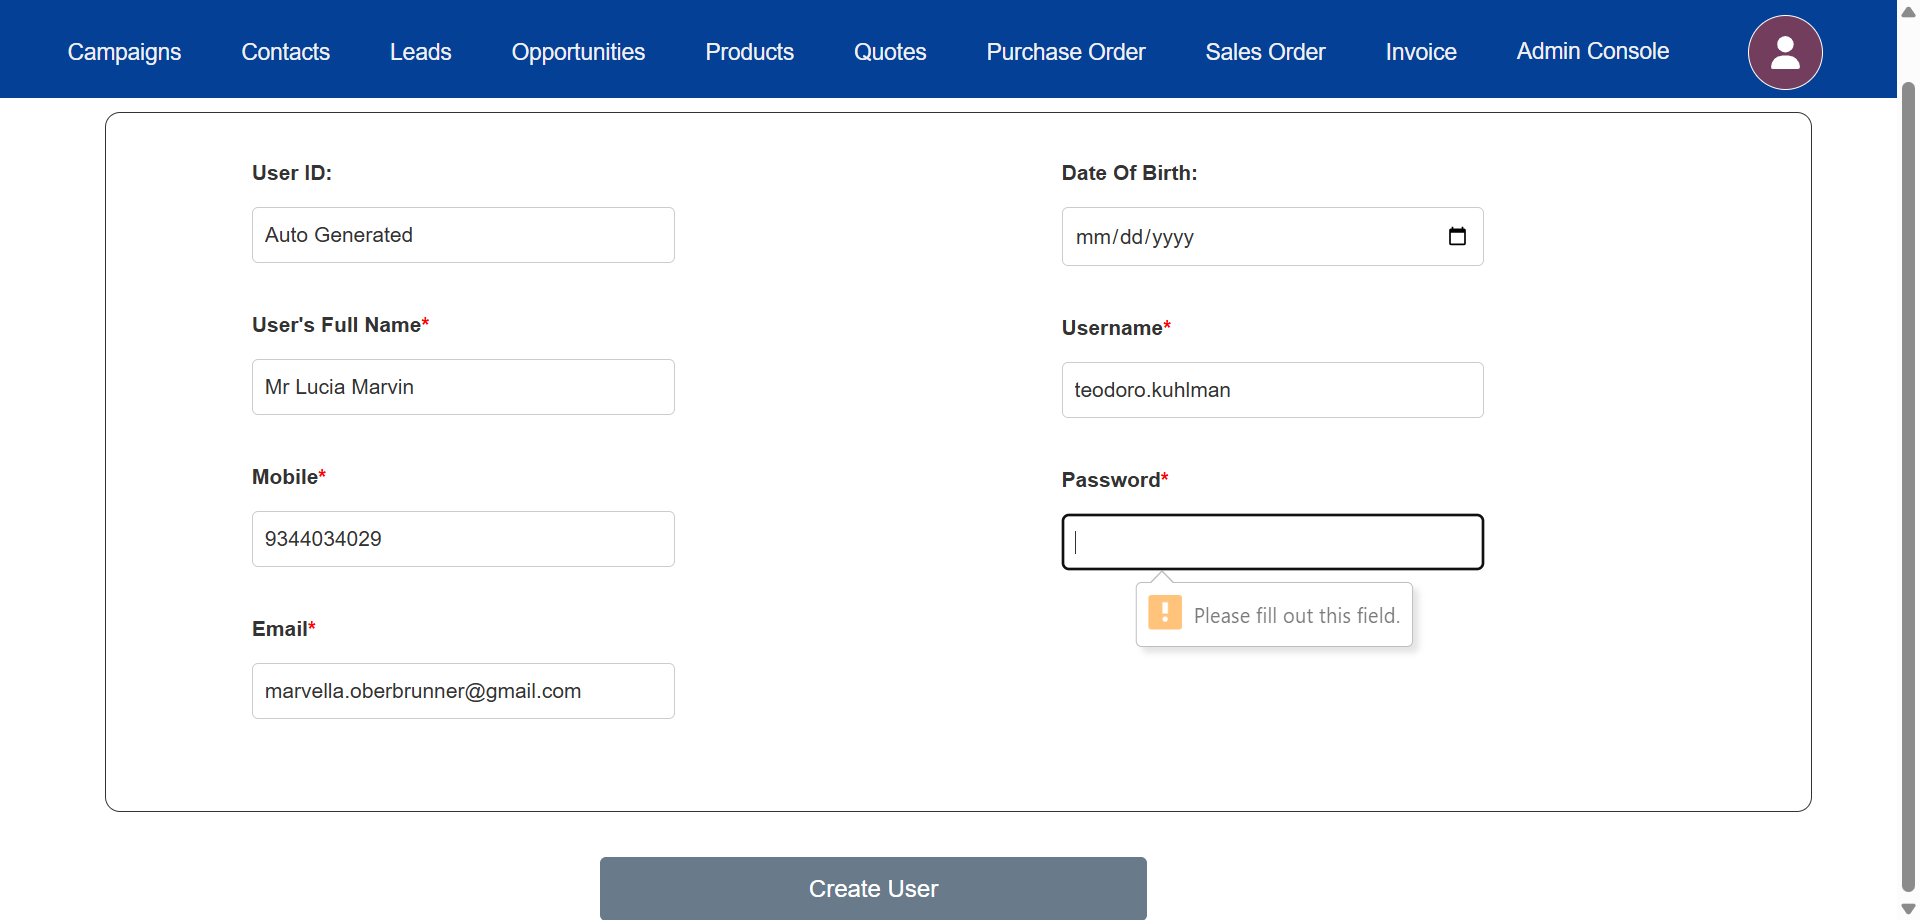 Campaigns Contacts Leads Opportunities Products Quotes Purchase Order Sales Order Invoice Admin Console
User ID:
Auto Generated
User's Full Name*
Mr Lucia Marvin
Mobile*
9344034029
Email*
marvella.oberbrunner@gmail.com
Date Of Birth:
mm/dd/yyyy
Username*
teodoro.kuhlman
Password*
Please fill out this field.
Create User